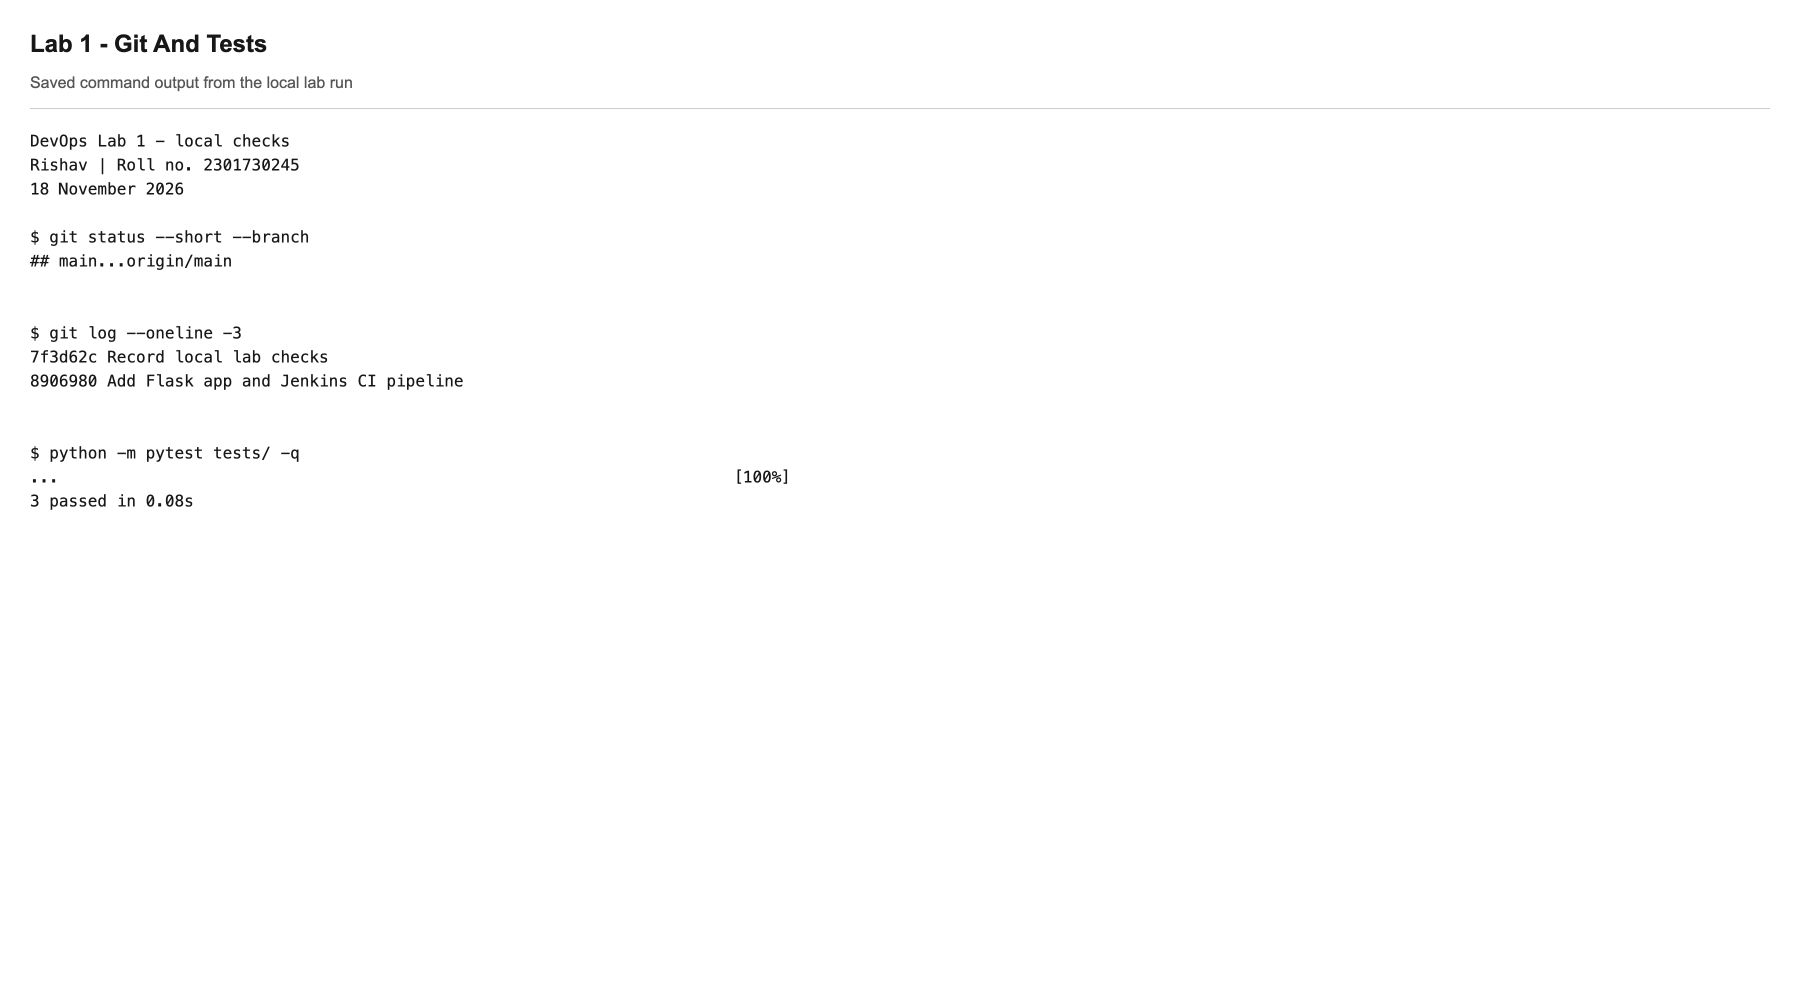 Lab 1 - Git And Tests
Saved command output from the local lab run
DevOps Lab 1 - local checks
Rishav | Roll no. 2301730245
18 November 2026
$ git status --short --branch
## main...origin/main
$ git log --oneline -3
7f3d62c Record local lab checks
8906980 Add Flask app and Jenkins CI pipeline
$ python -m pytest tests/ -q
... [100%]
3 passed in 0.08s